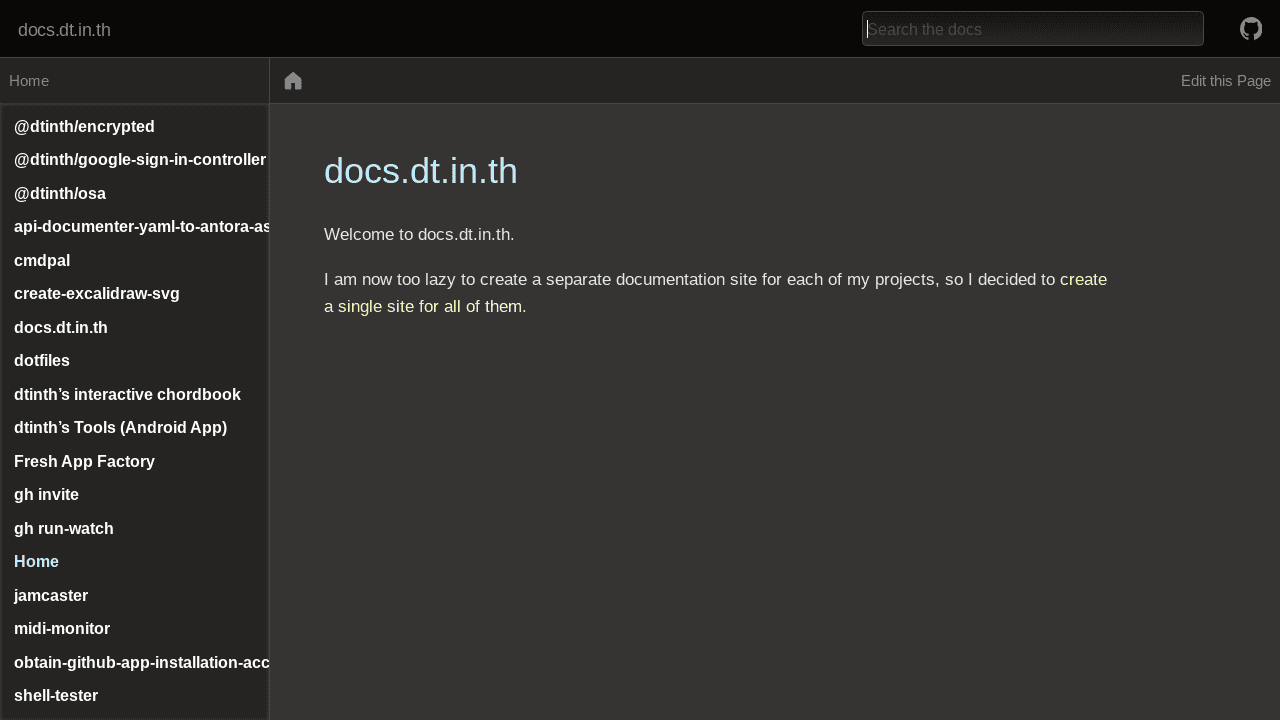 docs.dt.in.th
Search the docs
Home
Edit this Page
@dtinth/encrypted
@dtinth/google-sign-in-controller
@dtinth/osa
api-documenter-yaml-to-antora-as
cmdpal
create-excalidraw-svg
docs.dt.in.th
dotfiles
dtinth’s interactive chordbook
dtinth’s Tools (Android App)
Fresh App Factory
gh invite
gh run-watch
Home
jamcaster
midi-monitor
obtain-github-app-installation-acc
shell-tester
docs.dt.in.th
Welcome to docs.dt.in.th.
I am now too lazy to create a separate documentation site for each of my projects, so I decided to create
a single site for all of them.